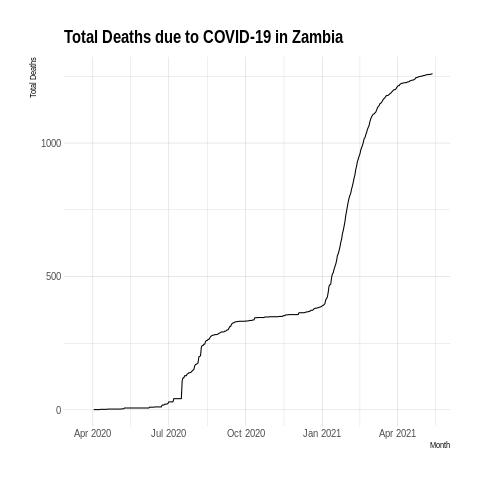 Total Deaths due to COVID-19 in Zambia
Total Deaths
1000
500
0
Apr 2020 Jul 2020 Oct 2020 Jan 2021 Apr 2021
Month